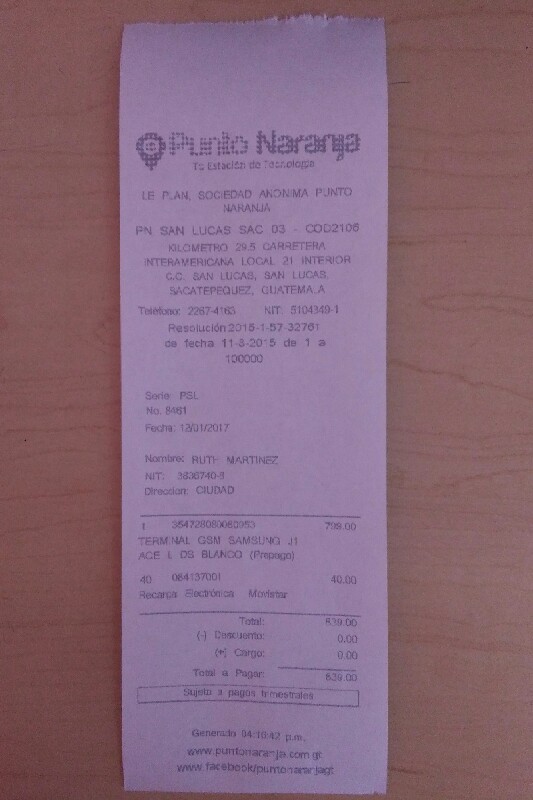 Punto Naranja
Tu Estación de Tecnología
LE PLAN, SOCIEDAD ANONIMA PUNTO
NARANJA
PN SAN LUCAS SAC 03 - COD2106
KILOMETRO 29.5 CARRETERA
INTERAMERICANA LOCAL 21 INTERIOR
C.C. SAN LUCAS, SAN LUCAS,
SACATEPEQUEZ, GUATEMALA
Teléfono: 2267-4163 NIT: 5104349-1
Resolución:2015-1-57-32761
de fecha 11-3-2015 de 1 a
100000
Serie: PSL
No. 8461
Fecha: 12/01/2017
Nombre: RUTH MARTINEZ
NIT: 3836740-8
Direccion: CIUDAD
1 799.00
TERMINAL GSM SAMSUNG J1
ACE L DS BLANCO (Prepago)
40 084137001 40.00
Recarga Electrónica Movistar
Total: 839.00
(-) Descuento: 0.00
(+) Cargo: 0.00
Total a Pagar: 839.00
Sujeto a pagos trimestrales
Generado 04:10:42 p.m.
www.puntonaranja.com.gt
www.facebook/puntonaranjagt